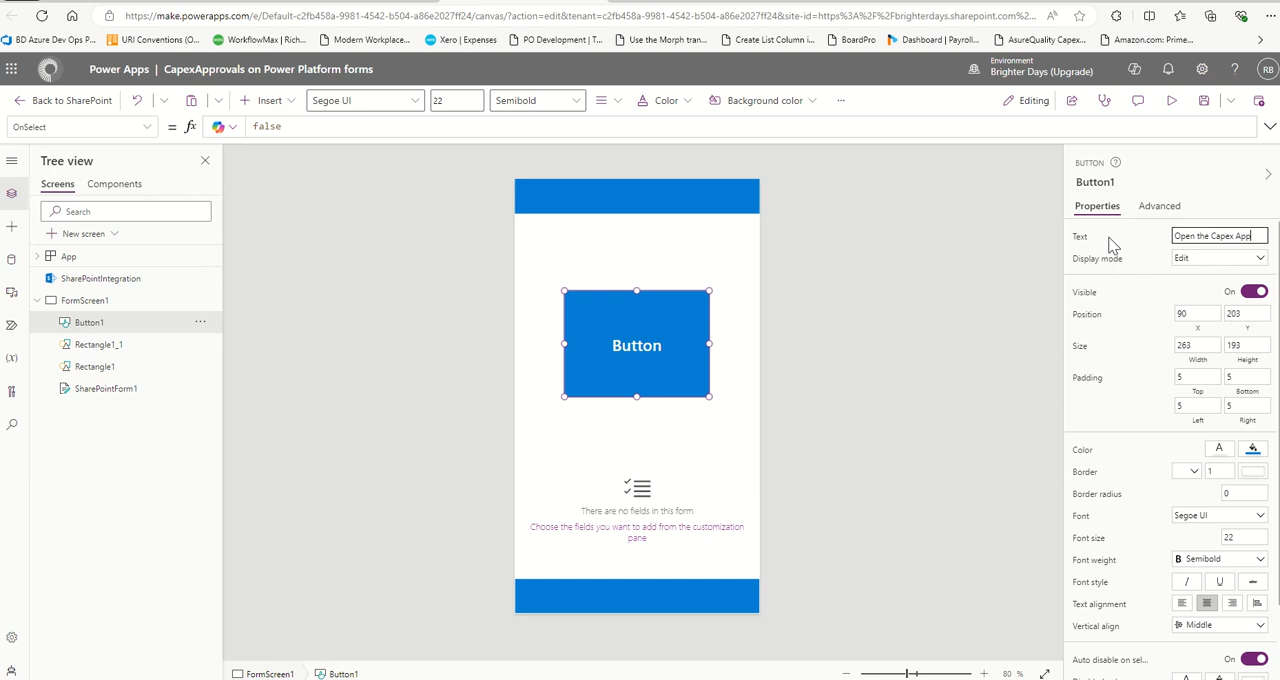 https://make.powerapps.com/e/Default-c2fb458a-9981-4542-b504-a86e2027ff24/canvas/?action=edit&tenant=c2fb458a-9981-4542-b504-a86e2027ff24&site-id=https%3A%2F%2Fbrighterdays.sharepoint.com%2...
BD Azure Dev Ops P... URI Conventions (O... WorkflowMax | Rich... Modern Workplace... Xero | Expenses PO Development | T... Use the Morph tran... Create List Column i... BoardPro Dashboard | Payroll... AsureQuality Capex... Amazon.com: Prime...
Power Apps | CapexApprovals on Power Platform forms
Environment
Brighter Days (Upgrade)
RB
Back to SharePoint Insert Segoe UI 22 Semibold Color Background color ... Editing
OnSelect = fx false
Tree view
Screens Components
Search
New screen
App
SharePointIntegration
FormScreen1
Button1 ...
Rectangle1_1
Rectangle1
SharePointForm1
Button
There are no fields in this form
Choose the fields you want to add from the customization
pane
BUTTON
Button1
Properties Advanced
Text Open the Capex App
Display mode Edit
Visible On
Position 90 203
X Y
Size 263 193
Width Height
Padding 5 5
Top Bottom
5 5
Left Right
Color A
Border 1
Border radius 0
Font Segoe UI
Font size 22
Font weight B Semibold
Font style / U
Text alignment
Vertical align Middle
Auto disable on sel... On
FormScreen1 Button1 80 %